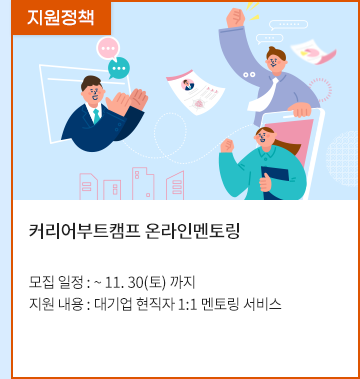 지원정책
커리어부트캠프 온라인멘토링
모집 일정 : ~ 11. 30(토) 까지
지원 내용 : 대기업 현직자 1:1 멘토링 서비스